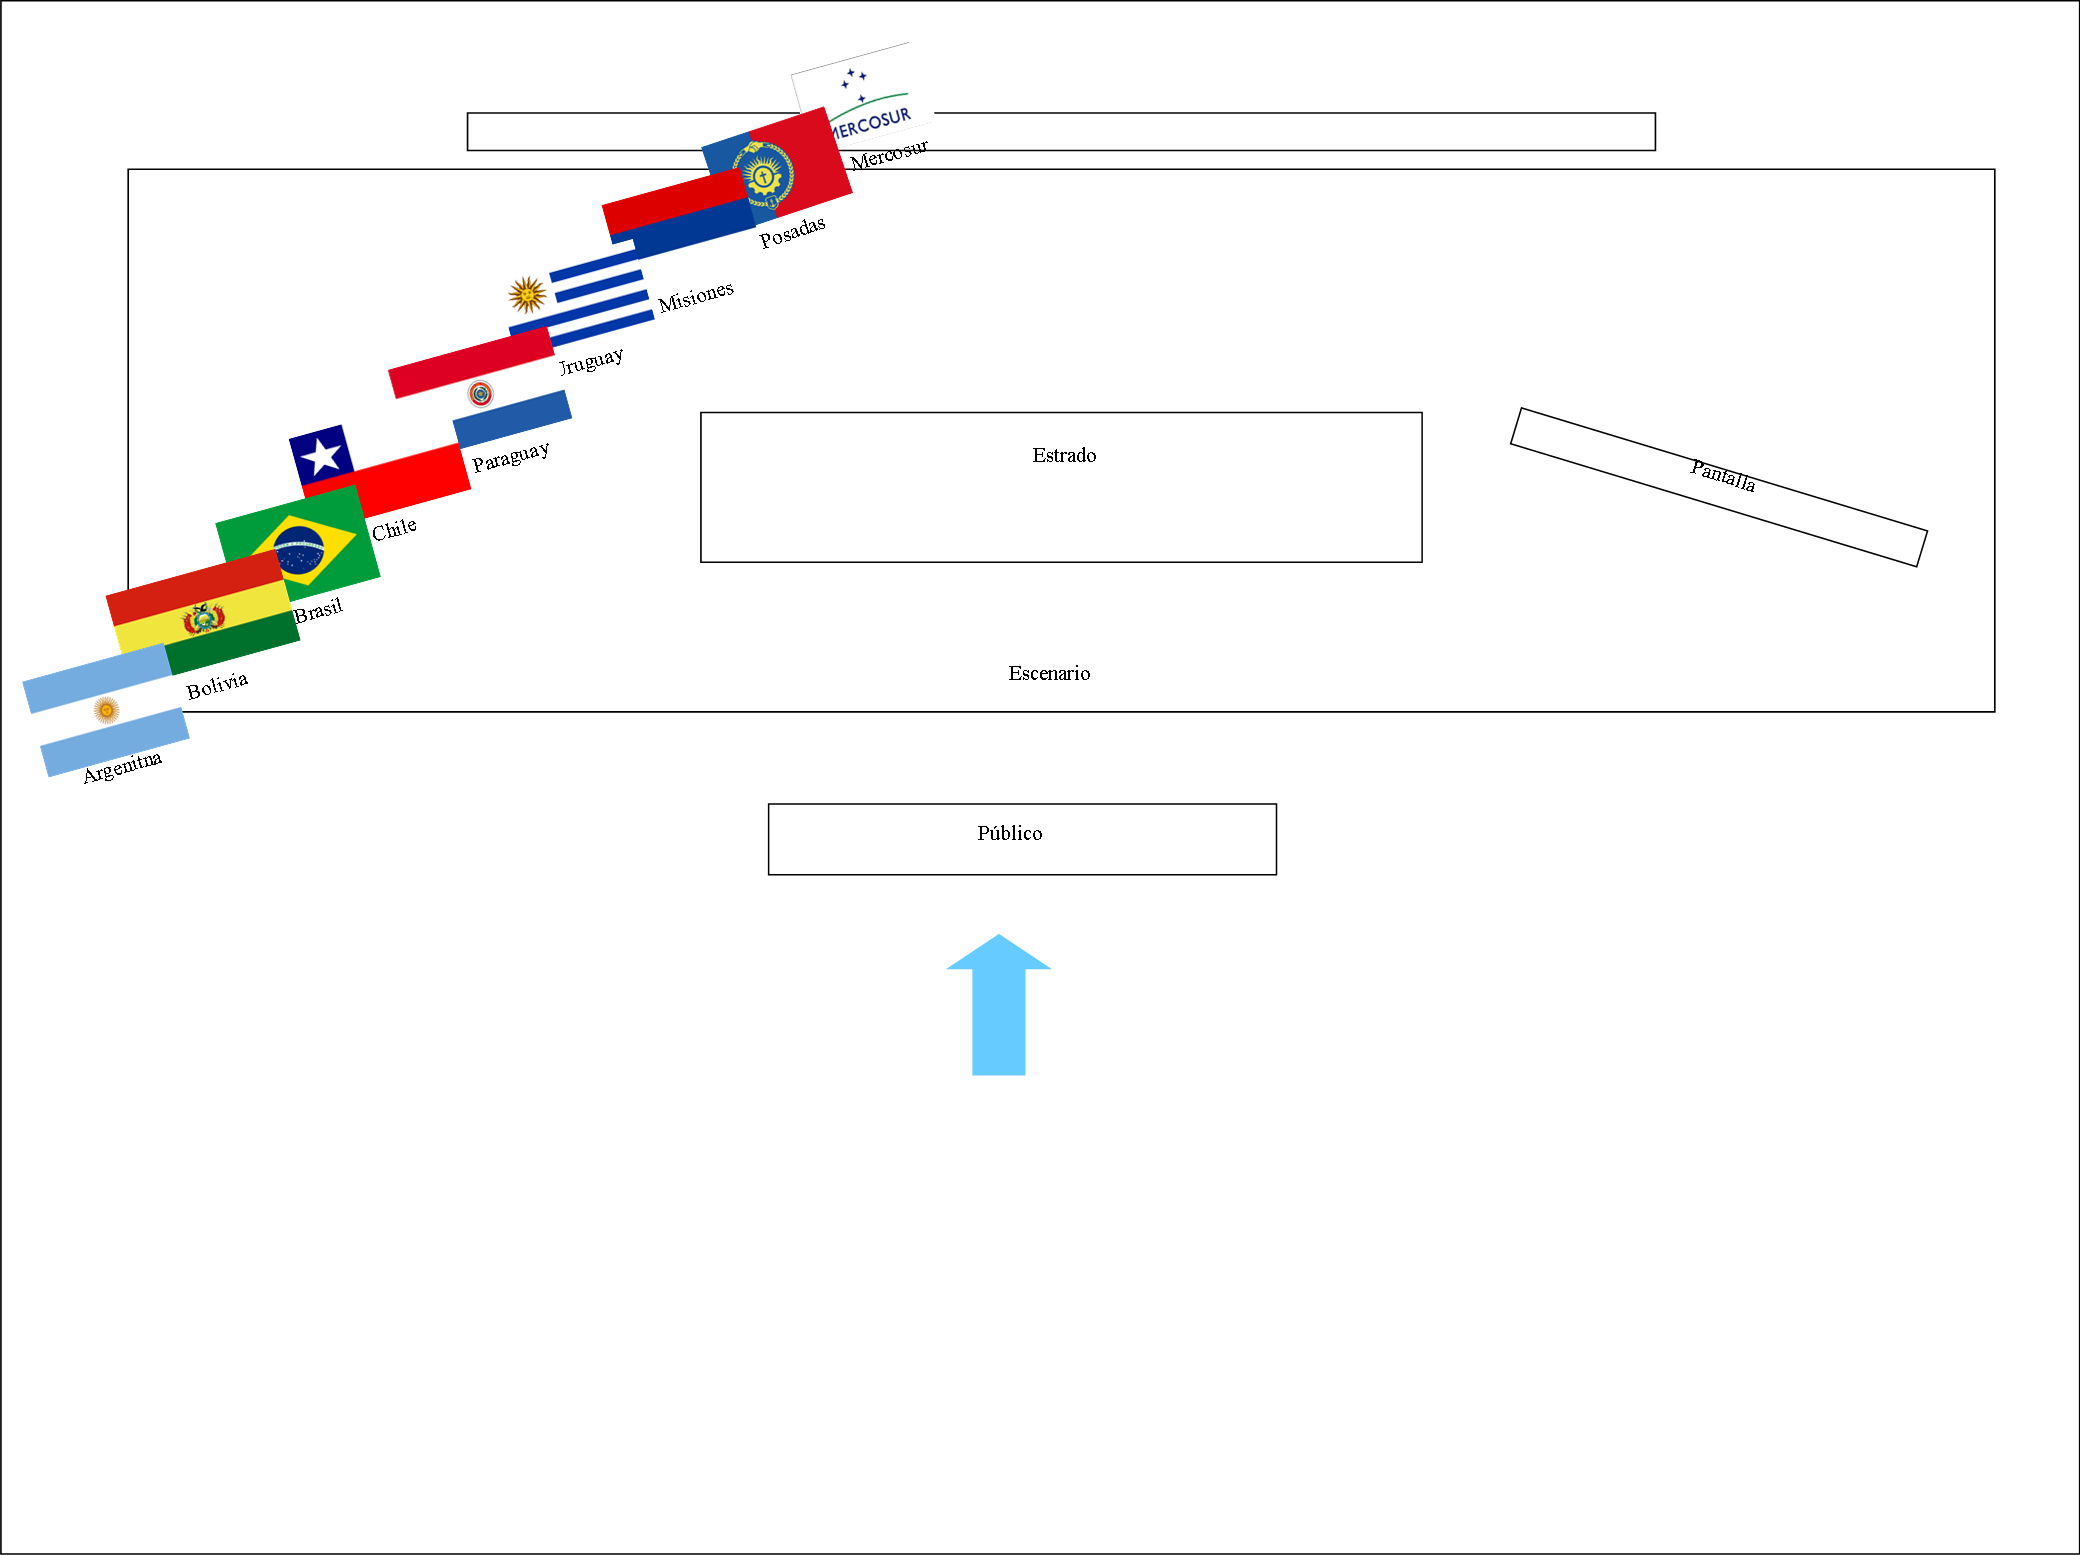 MERCOSUR
Mercosur
Posadas
Misiones
Uruguay
Paraguay
Chile
Brasil
Bolivia
Argenitna
Estrado
Pantalla
Escenario
Público